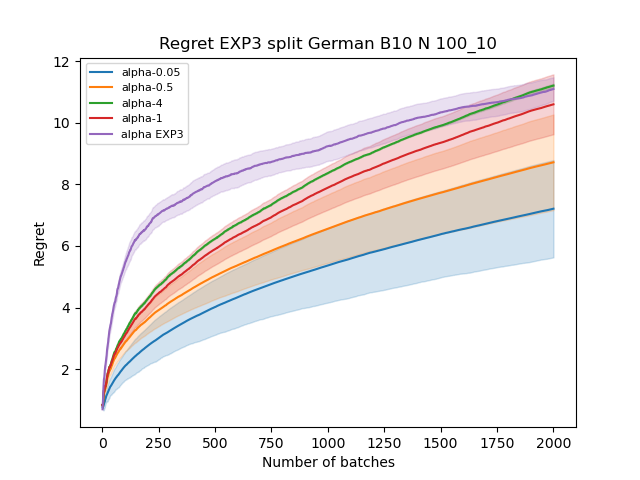 Regret EXP3 split German B10 N 100_10
12
10
8
6
4
2
Regret
alpha-0.05
alpha-0.5
alpha-4
alpha-1
alpha EXP3
0 250 500 750 1000 1250 1500 1750 2000
Number of batches